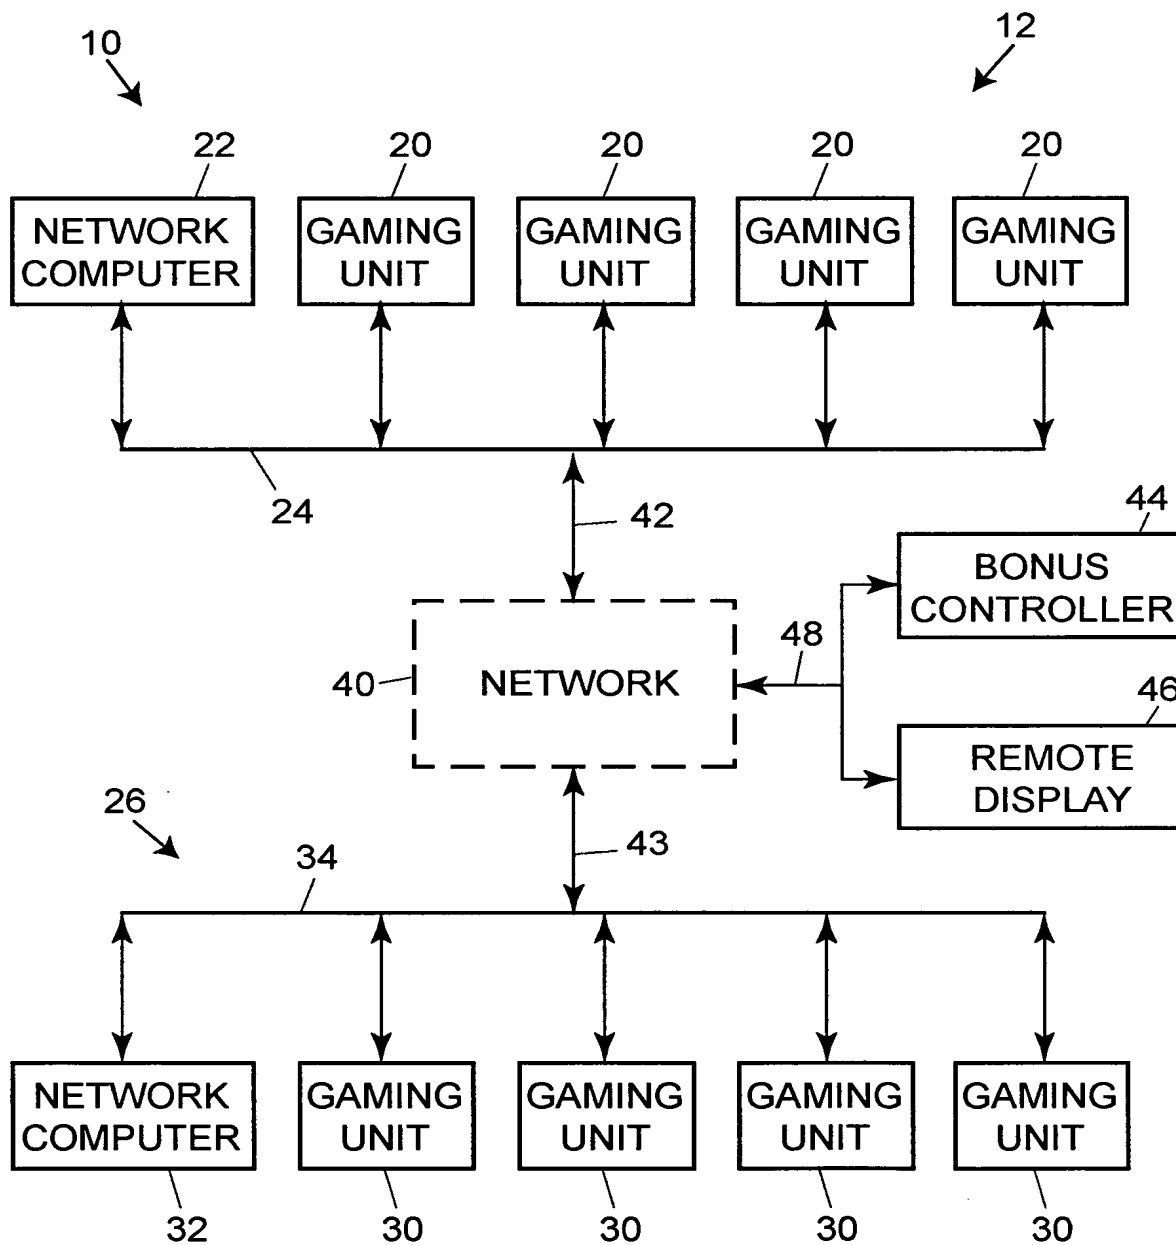 10
12
22
20
20
20
20
NETWORK
COMPUTER
GAMING
UNIT
GAMING
UNIT
GAMING
UNIT
GAMING
UNIT
24
42
44
BONUS
CONTROLLER
48
40
NETWORK
46
REMOTE
DISPLAY
26
43
34
NETWORK
COMPUTER
GAMING
UNIT
GAMING
UNIT
GAMING
UNIT
GAMING
UNIT
32
30
30
30
30